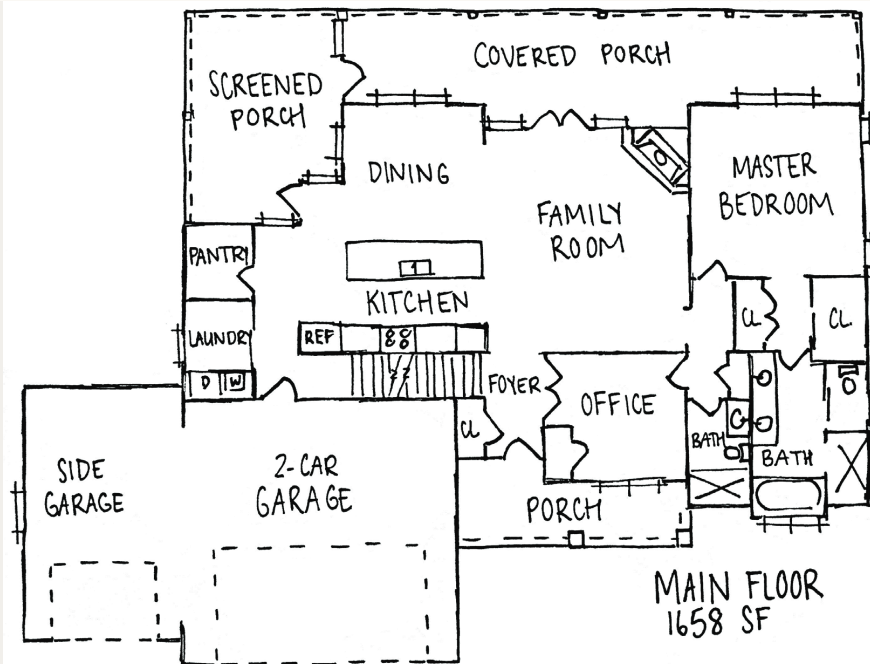 COVERED PORCH
SCREENED
PORCH
DINING
MASTER
BEDROOM
FAMILY
ROOM
PANTRY
KITCHEN
REF
LAUNDRY
CL
CL.
D
W
FOYER
OFFICE
CL
BATH
BATH
SIDE
GARAGE
2-CAR
GARAGE
PORCH
MAIN FLOOR
1658 SF